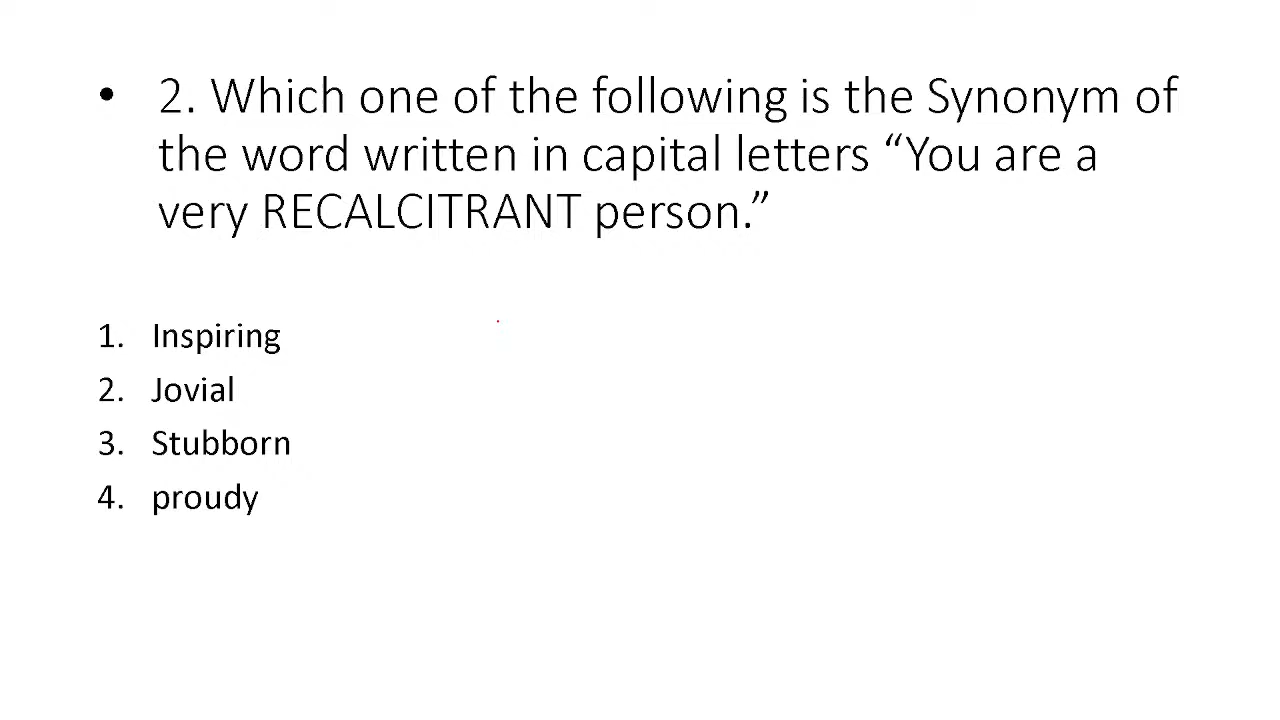 • 2. Which one of the following is the Synonym of
the word written in capital letters “You are a
very RECALCITRANT person.”
1. Inspiring
2. Jovial
3. Stubborn
4. proudy